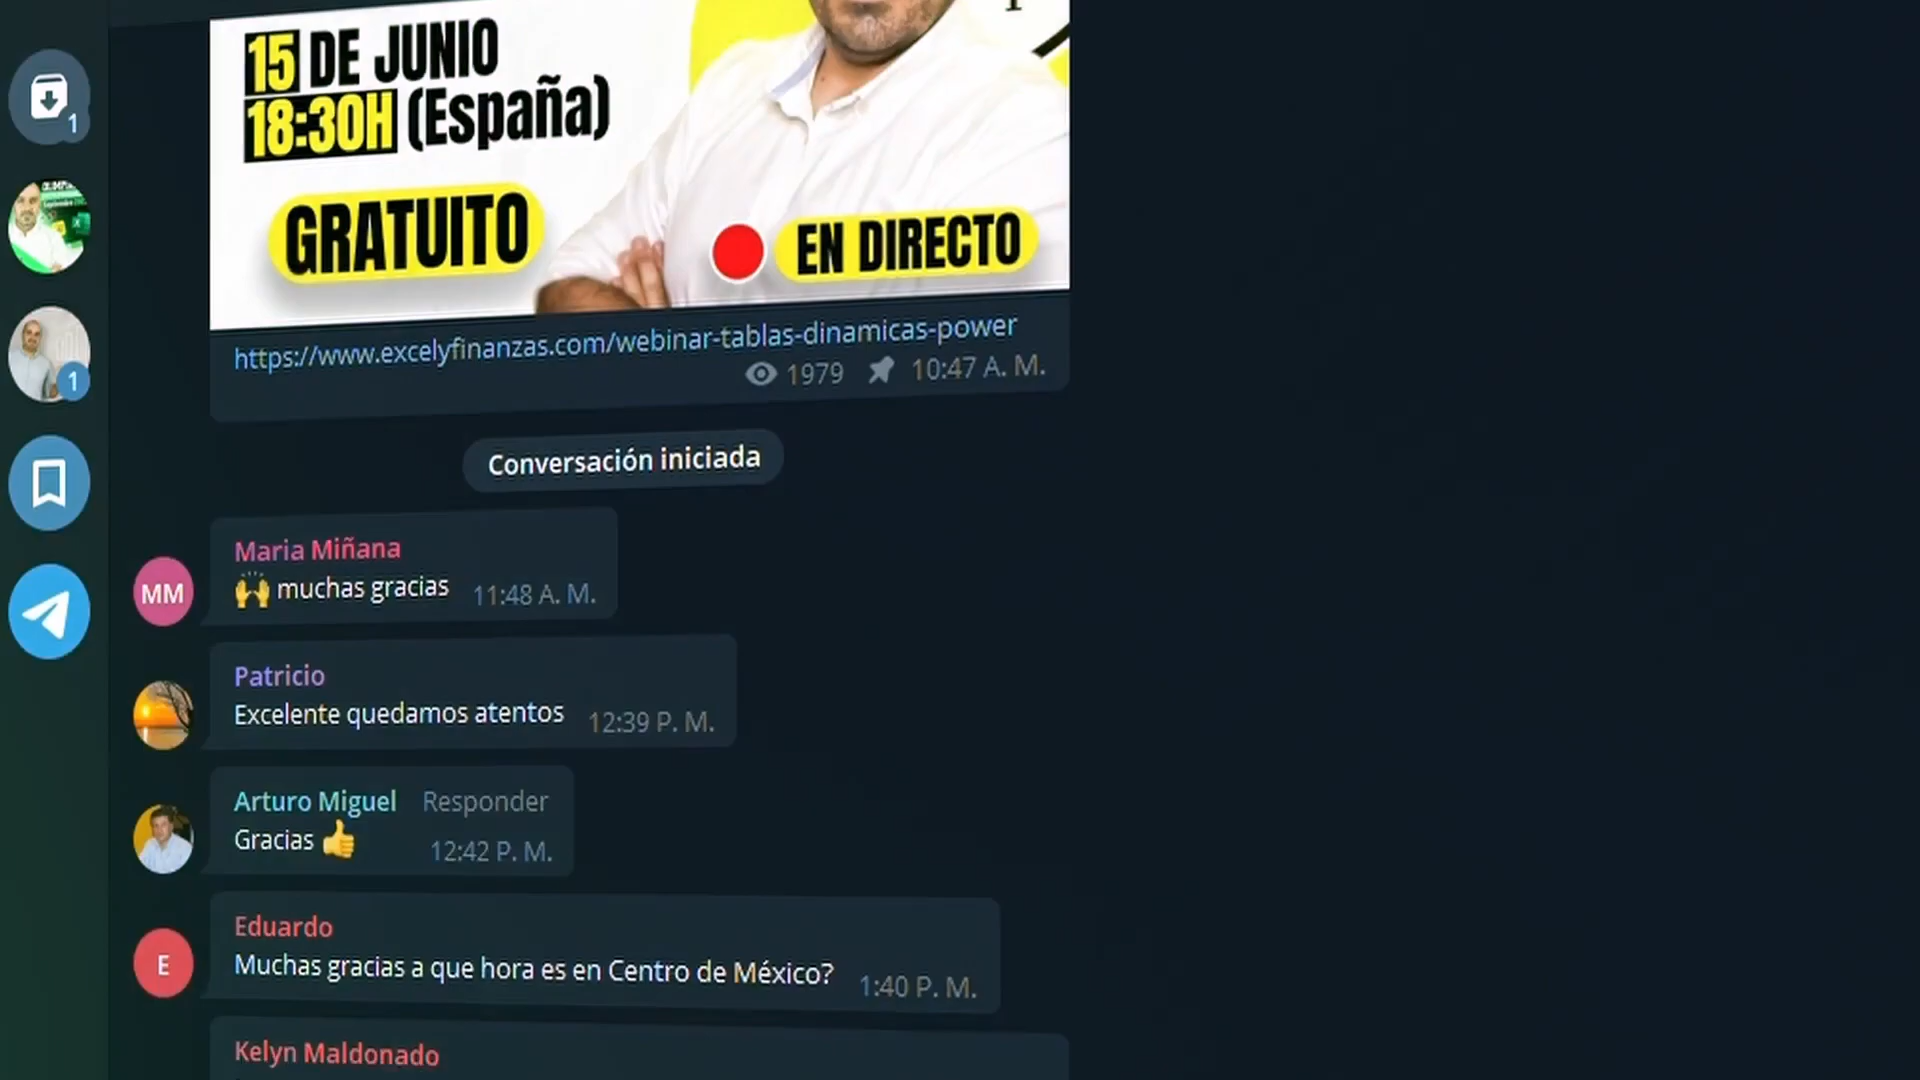 15 DE JUNIO
18:30H (España)
GRATUITO
EN DIRECTO
https://www.excelyfinanzas.com/webinar-tablas-dinamicas-power
1979 10:47 A. M.
Conversación iniciada
Maria Miñana
MM
🙌 muchas gracias 11:48 A. M.
Patricio
Excelente quedamos atentos 12:39 P. M.
Arturo Miguel Responder
Gracias 👍 12:42 P. M.
Eduardo
E
Muchas gracias a que hora es en Centro de México? 1:40 P. M.
Kelyn Maldonado
1
1